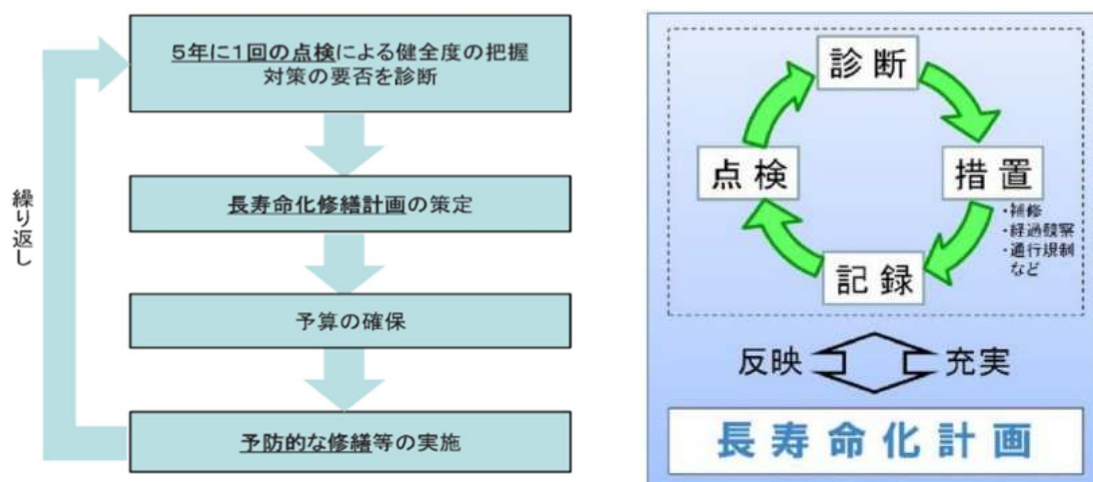 5年に1回の点検による健全度の把握
対策の要否を診断
長寿命化修繕計画の策定
予算の確保
予防的な修繕等の実施
繰り返し
診断
点検
措置
・補修
・経過観察
・通行規制
など
記録
反映
充実
長寿命化計画